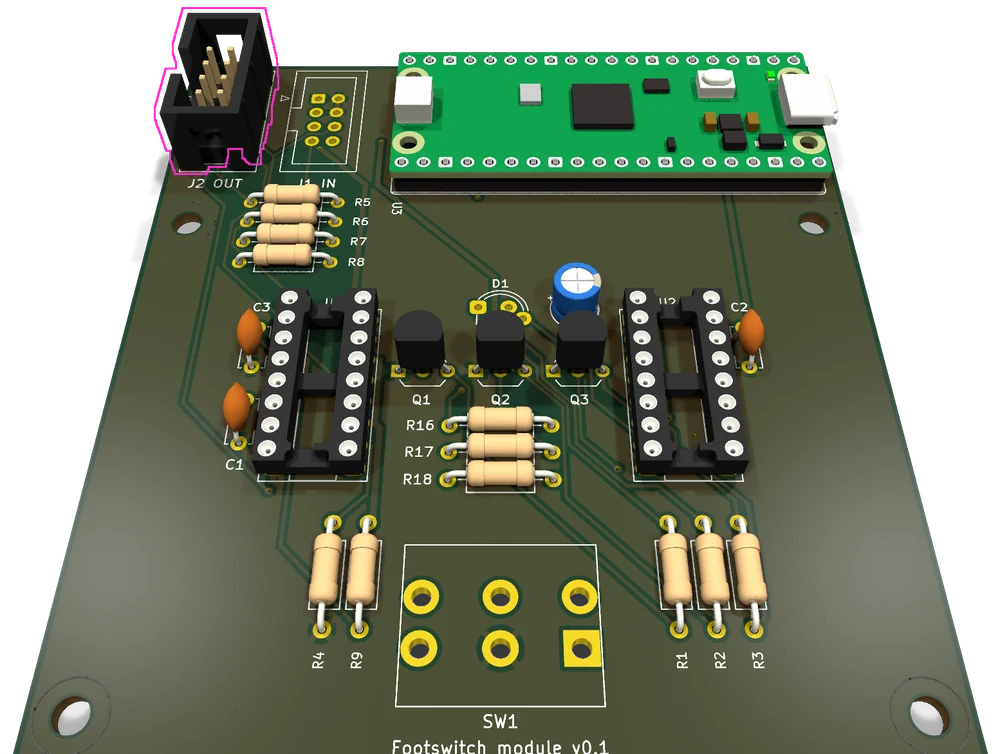 J2 OUT
J1 IN
R5
U3
R6
R7
R8
D1
C3
U2
C2
Q1
Q2
Q3
R16
R17
C1
R18
R4
R9
R1
R2
R3
SW1
Footswitch module v0.1